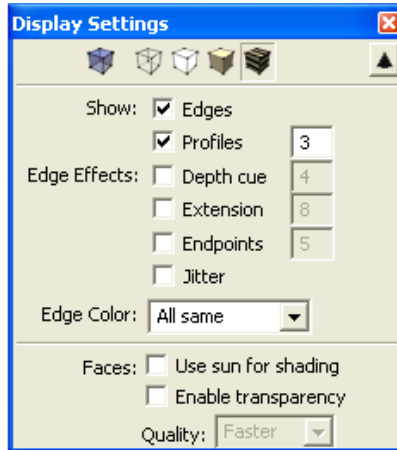 Display Settings
Show: Edges
Profiles 3
Edge Effects: Depth cue 4
Extension 8
Endpoints 5
Jitter
Edge Color: All same
Faces: Use sun for shading
Enable transparency
Quality: Faster